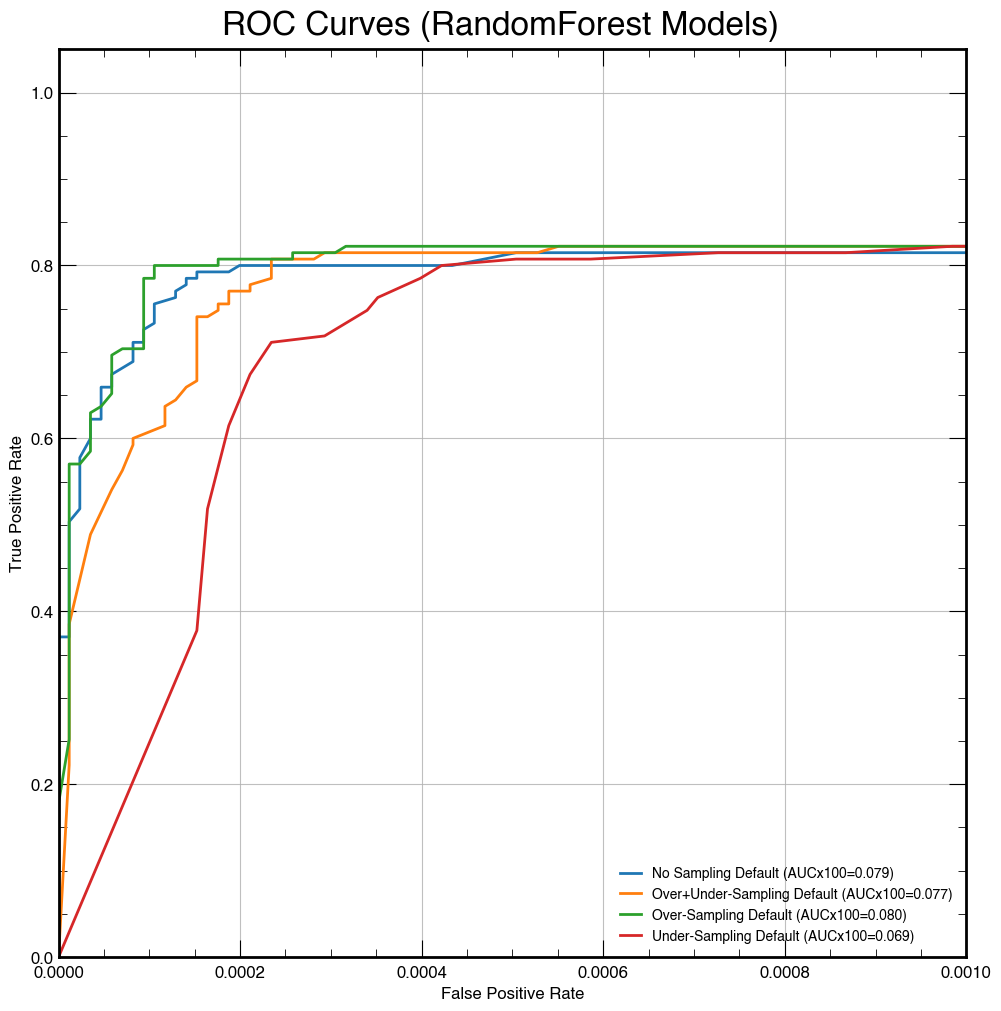 ROC Curves (RandomForest Models)
True Positive Rate
1.0
0.8
0.6
0.4
0.2
0.0
No Sampling Default (AUCx100=0.079)
Over+Under-Sampling Default (AUCx100=0.077)
Over-Sampling Default (AUCx100=0.080)
Under-Sampling Default (AUCx100=0.069)
0.0000 0.0002 0.0004 0.0006 0.0008 0.0010
False Positive Rate